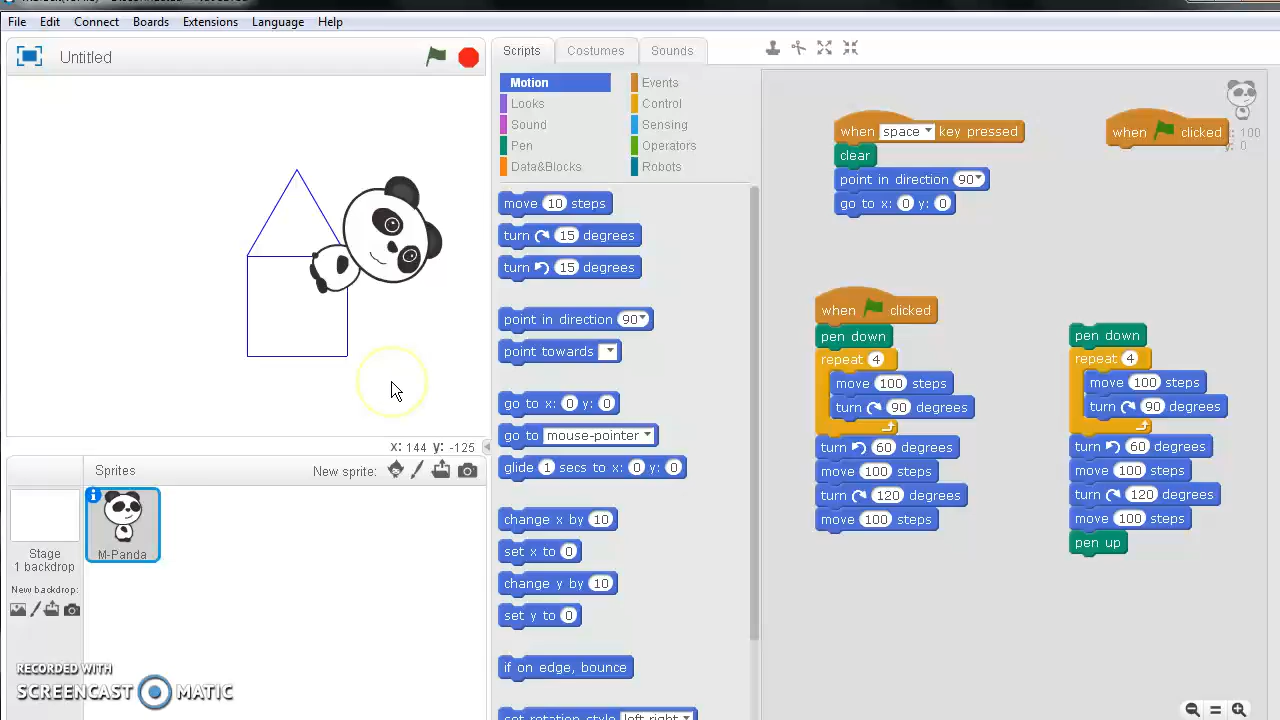 File Edit Connect Boards Extensions Language Help
Untitled
Scripts Costumes Sounds
Motion Events
Looks Control
Sound Sensing
Pen Operators
Data&Blocks Robots
move 10 steps
turn 15 degrees
turn 15 degrees
point in direction 90
point towards
go to x: 0 y: 0
go to mouse-pointer
glide 1 secs to x: 0 y: 0
change x by 10
set x to 0
change y by 10
set y to 0
if on edge, bounce
set rotation style left-right
when space key pressed
clear
point in direction 90
go to x: 0 y: 0
when clicked
x: 100
y: 0
when clicked
pen down
repeat 4
move 100 steps
turn 90 degrees
turn 60 degrees
move 100 steps
turn 120 degrees
move 100 steps
pen down
repeat 4
move 100 steps
turn 90 degrees
turn 60 degrees
move 100 steps
turn 120 degrees
move 100 steps
pen up
x: 144 y: -125
Sprites New sprite:
M-Panda
Stage
1 backdrop
New backdrop:
RECORDED WITH
SCREENCAST MATIC